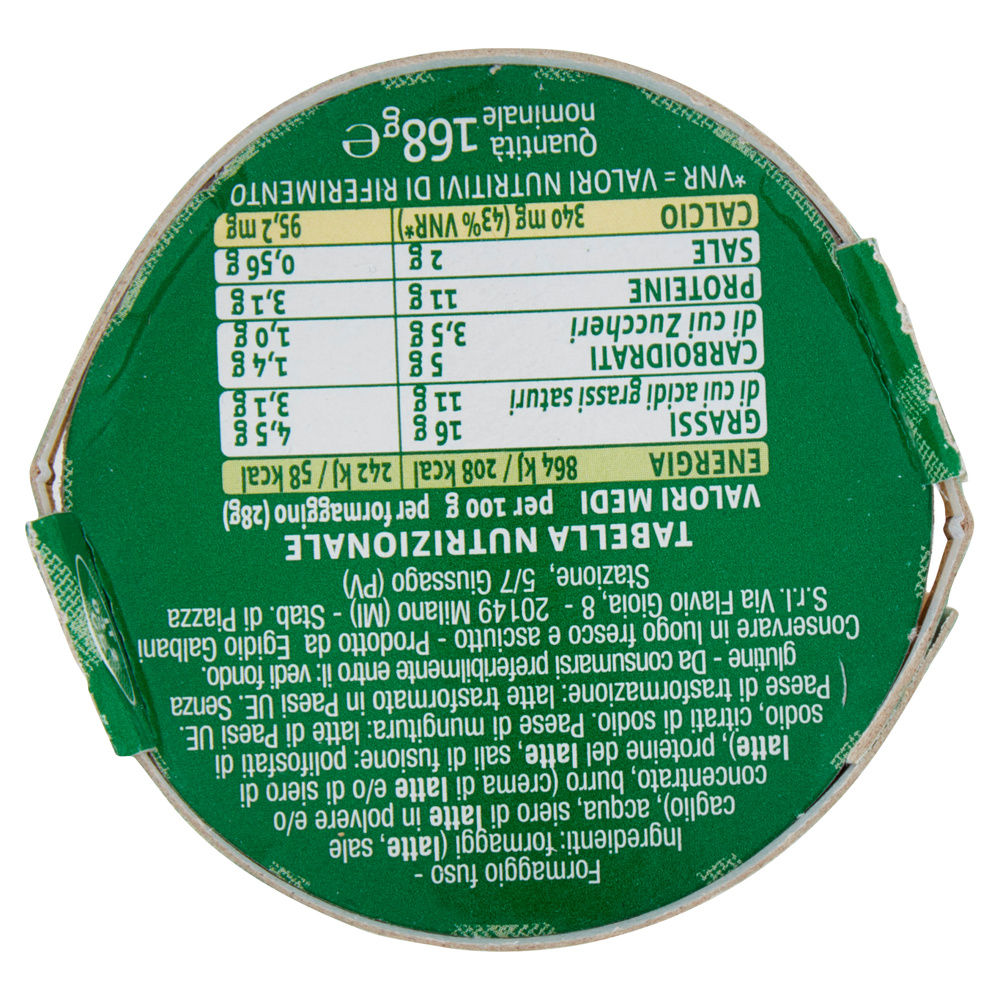 Formaggio fuso -
Ingredienti: formaggi (latte, sale
caglio), acqua, siero di latte in polvere e/o
concentrato, burro (crema di latte e/o di siero di
latte), proteine del latte, sali di fusione: polifosfati di
sodio, citrati di sodio. Paese di mungitura: latte di Paesi UE
Paese di trasformazione: latte trasformato in Paesi UE. Senza
glutine - Da consumarsi preferibilmente entro il: vedi fondo.
Conservare in luogo fresco e asciutto - Prodotto da Egidio Galbani
S.r.l. Via Flavio Gioia, 8 - 20149 Milano (MI) - Stab. di Piazza
Stazione, 5/7 Giussago (PV)
TABELLA NUTRIZIONALE
VALORI MEDI per 100 g per formaggino (28g)
ENERGIA 864 kJ / 208 kcal 242 kJ / 58 kcal
GRASSI 16 g 4,5 g
di cui acidi grassi saturi 11 g 3,1 g
CARBOIDRATI 5 g 1,4 g
di cui Zuccheri 3,5 g 1,0 g
PROTEINE 11 g 3,1 g
SALE 2 g 0,56 g
CALCIO 340 mg (43% VNR*) 95,2 mg
*VNR = VALORI NUTRITIVI DI RIFERIMENTO
Quantità
nominale 168g e